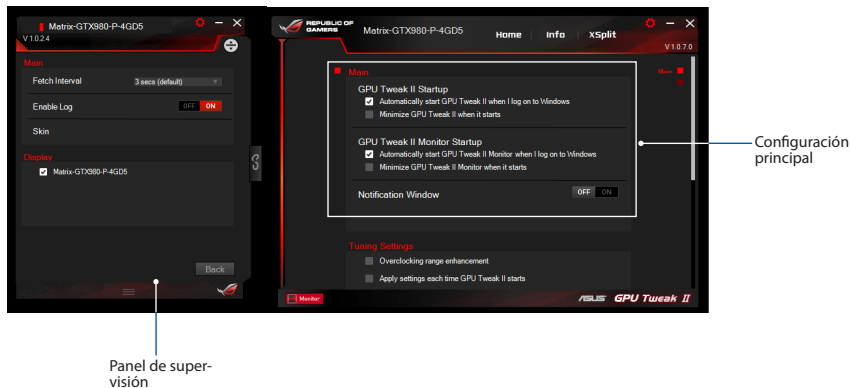 Matrix-GTX980-P-4GD5
V 1.0.2.4
Main
Fetch Interval 3 secs (default)
Enable Log OFF ON
Skin
Display
Matrix-GTX980-P-4GD5
Back
REPUBLIC OF
GAMERS
Matrix-GTX980-P-4GD5
Home Info XSplit
V 1.0.7.0
Main
Main
GPU Tweak II Startup
Automatically start GPU Tweak II when I log on to Windows
Minimize GPU Tweak II when it starts
GPU Tweak II Monitor Startup
Automatically start GPU Tweak II Monitor when I log on to Windows
Minimize GPU Tweak II Monitor when it starts
Notification Window OFF ON
Tuning Settings
Overclocking range enhancement
Apply settings each time GPU Tweak II starts
Monitor
ASUS GPU Tweak II
Configuración
principal
Panel de super-
visión